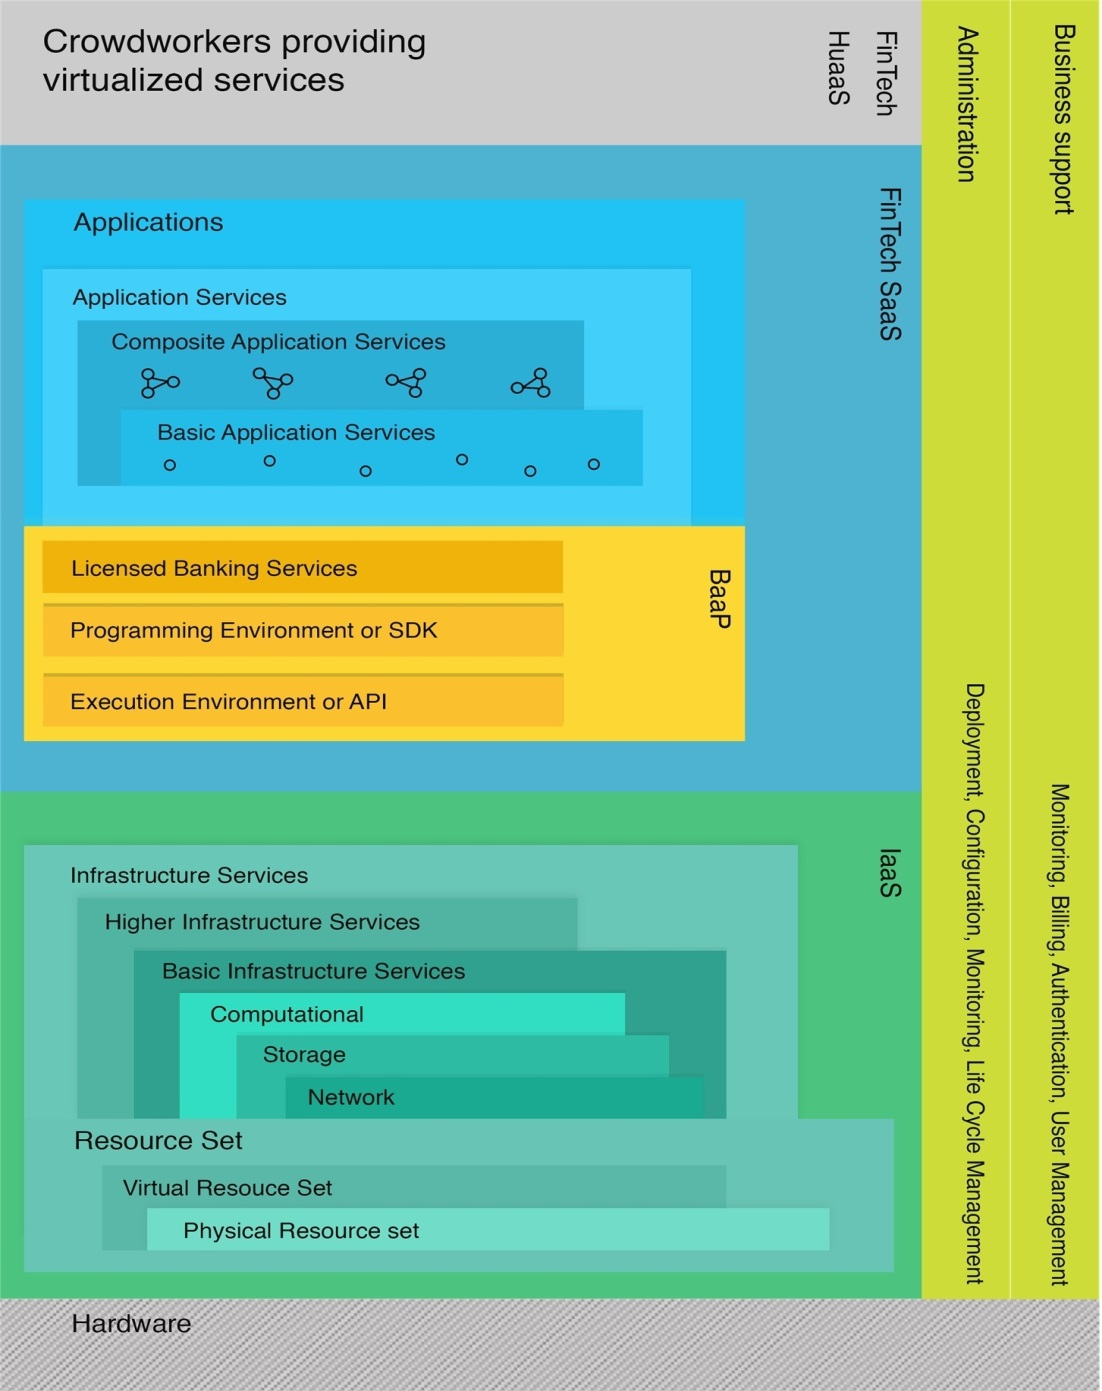 Crowdworkers providing
virtualized services
FinTech
HuaaS
Administration
Business support
FinTech SaaS
Applications
Application Services
Composite Application Services
Basic Application Services
Licensed Banking Services
Programming Environment or SDK
Execution Environment or API
BaaP
IaaS
Infrastructure Services
Higher Infrastructure Services
Basic Infrastructure Services
Computational
Storage
Network
Resource Set
Virtual Resouce Set
Physical Resource set
Deployment, Configuration, Monitoring, Life Cycle Management
Monitoring, Billing, Authentication, User Management
Hardware